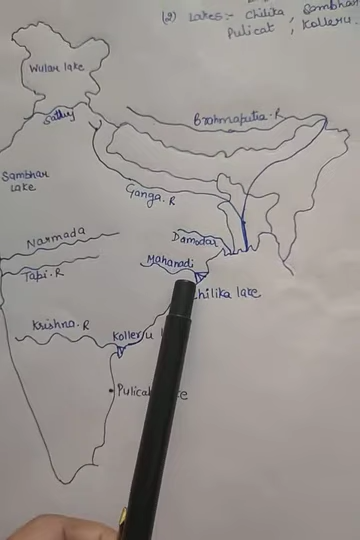 (2) Lakes:- Chilika, Sambhar
Pulicat, Kolleru.
Wular lake
Satluj
Brahmaputra.R
Sambhar
lake
Ganga.R
Narmada
Damodar
Mahanadi
Tapi.R
Chilika lake
Krishna.R
Kolleru
Pulicat